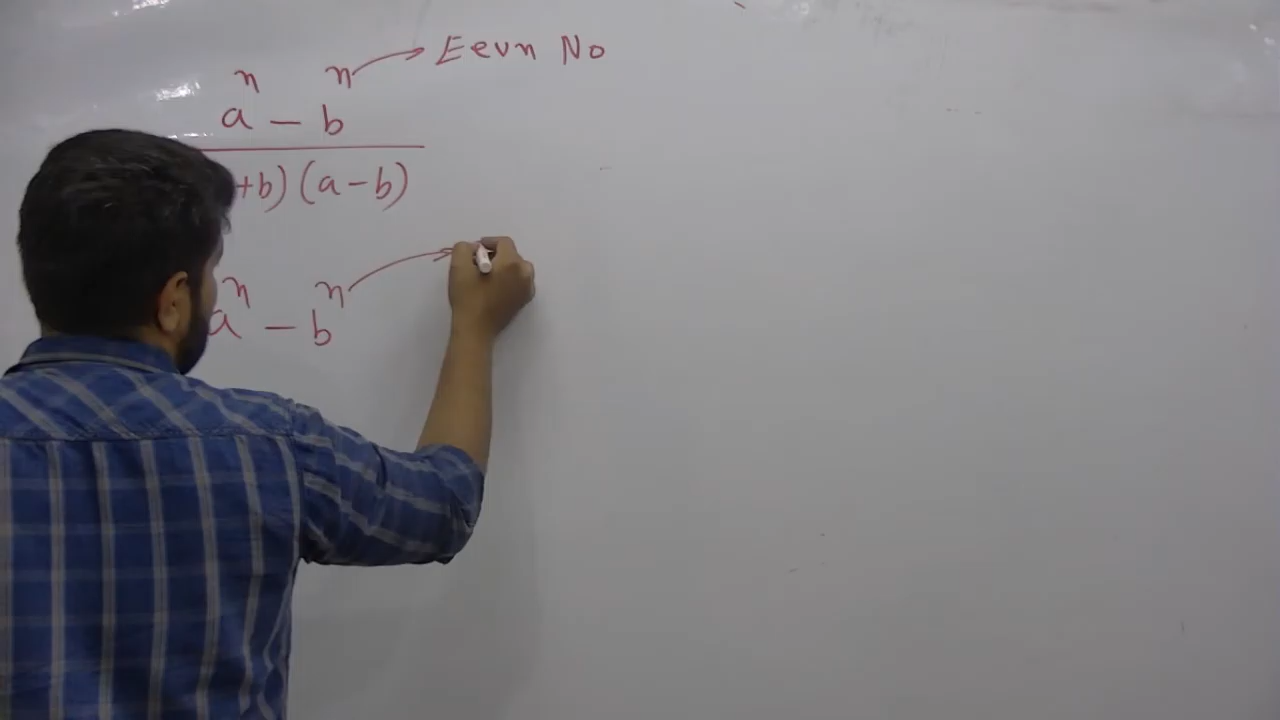 n n → Eevn No
a - b
+b) (a-b)
n n
a - b